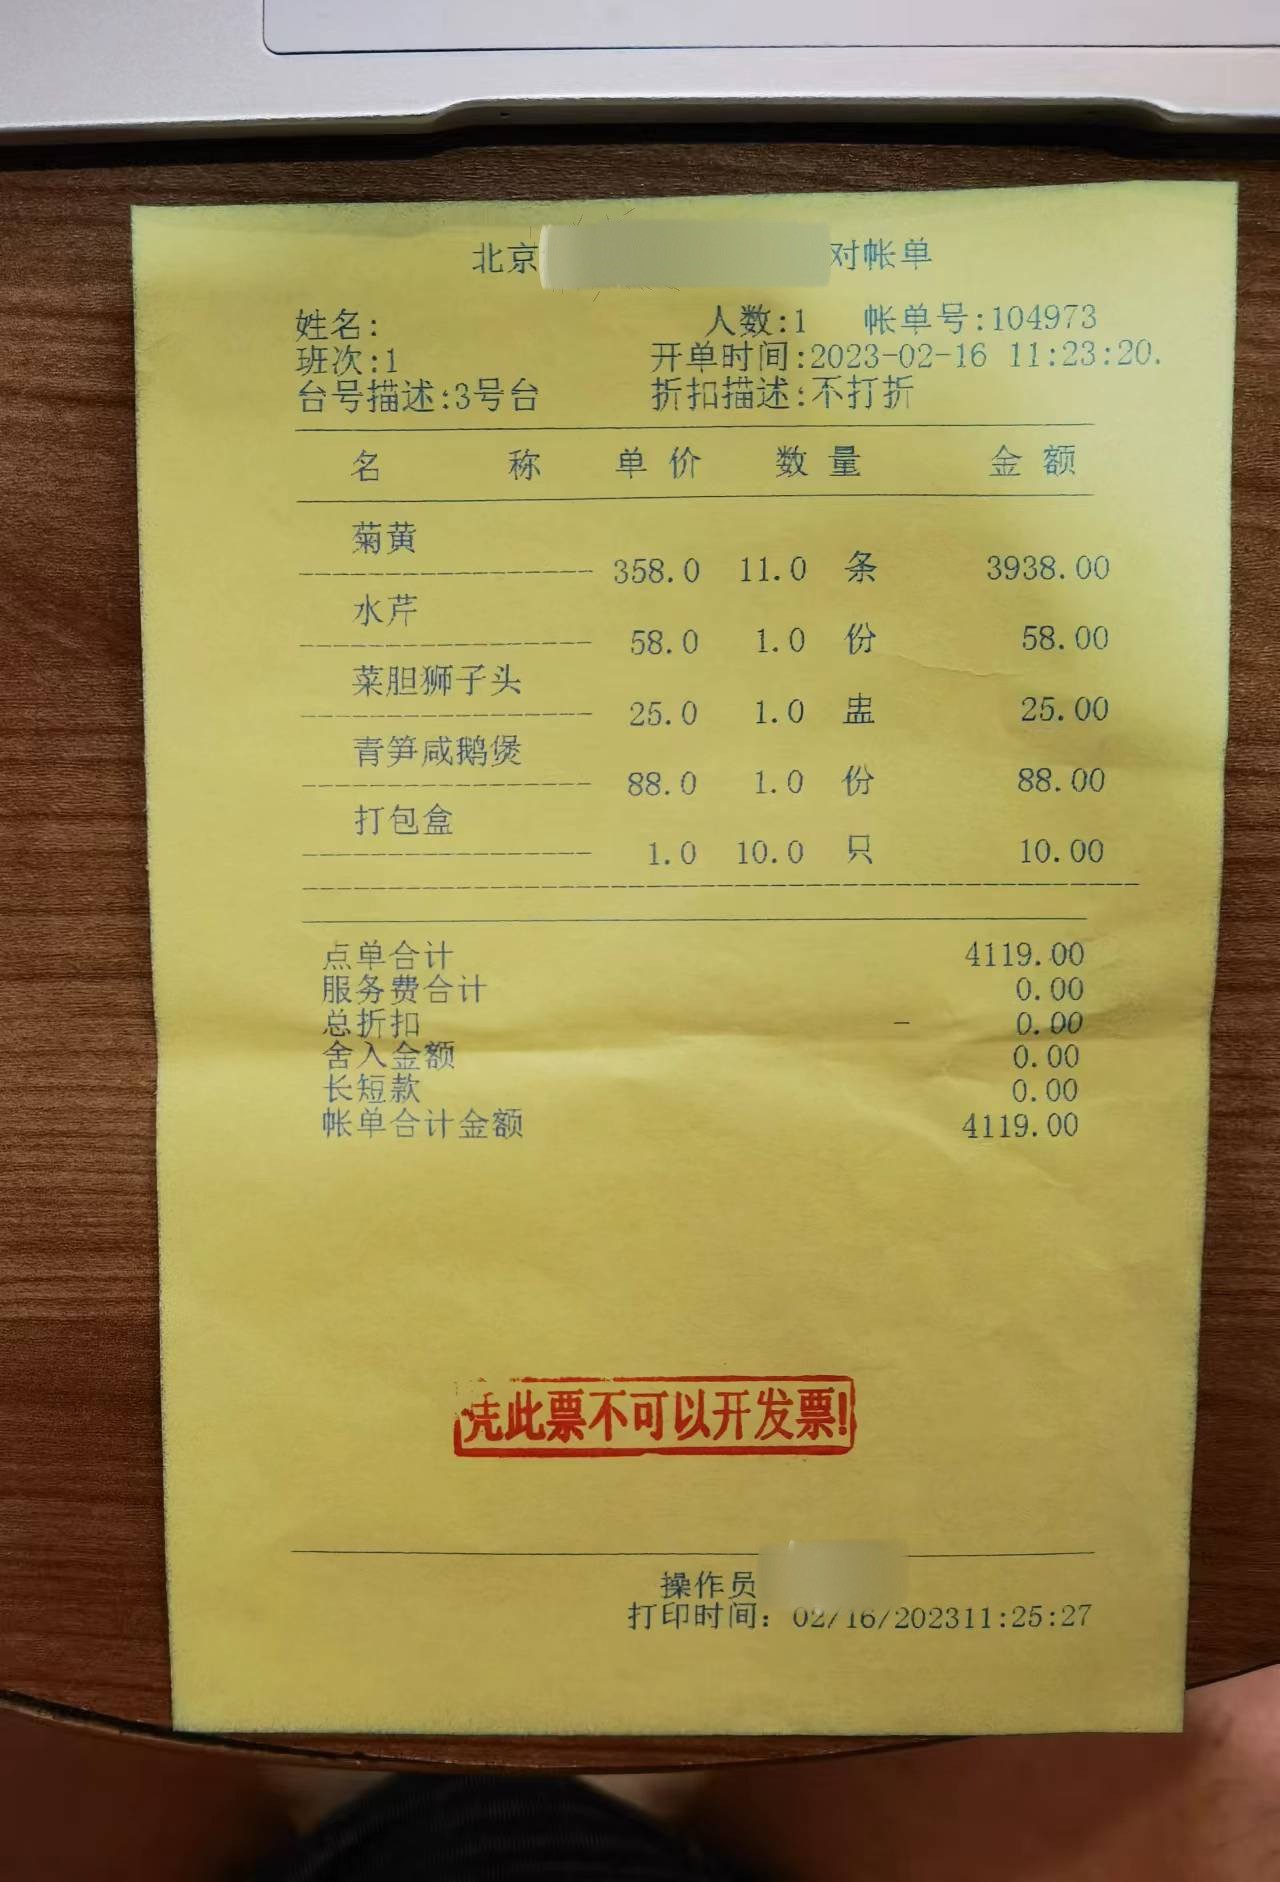 北京 对帐单
姓名: 人数:1 帐单号:104973
班次:1 开单时间:2023-02-16 11:23:20.
台号描述:3号台 折扣描述:不打折
名 称 单价 数量 金额
菊黄
358.0 11.0 条 3938.00
水芹
58.0 1.0 份 58.00
菜胆狮子头
25.0 1.0 盅 25.00
青笋咸鹅煲
88.0 1.0 份 88.00
打包盒
1.0 10.0 只 10.00
点单合计 4119.00
服务费合计 0.00
总折扣 - 0.00
舍入金额 0.00
长短款 0.00
帐单合计金额 4119.00
凭此票不可以开发票!
操作员
打印时间: 02/16/202311:25:27